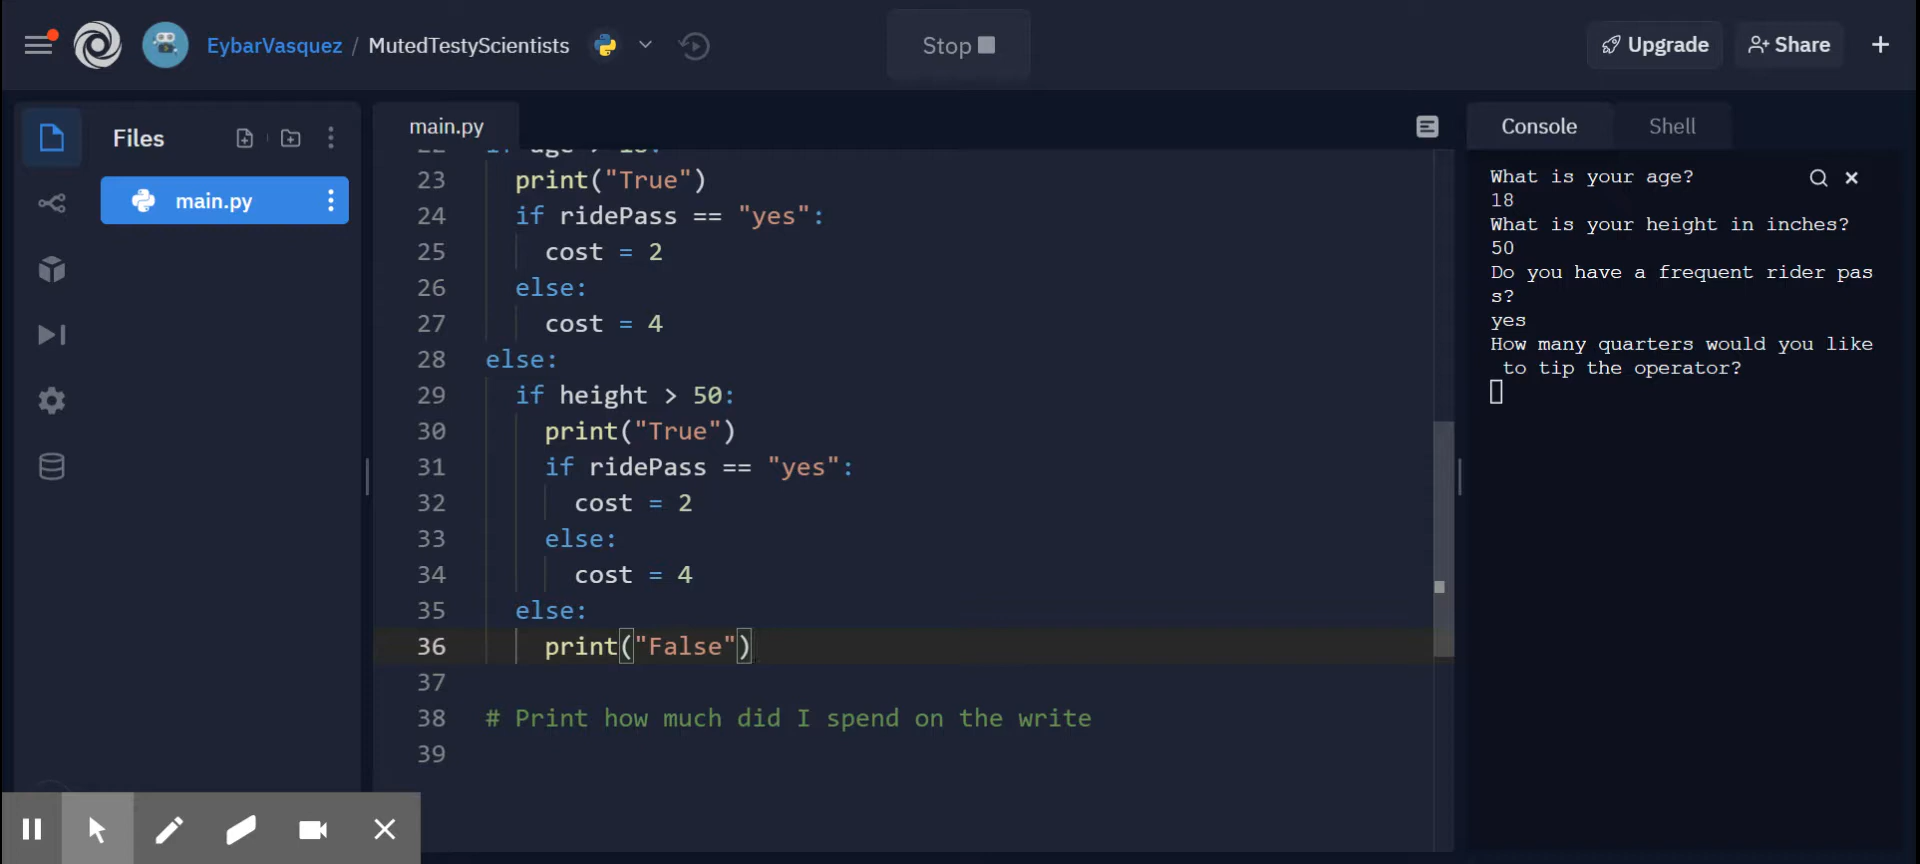 EybarVasquez / MutedTestyScientists
Stop
Upgrade
Share
Files
main.py
main.py
22 if age > 18:
23 print("True")
24 if ridePass == "yes":
25 cost = 2
26 else:
27 cost = 4
28 else:
29 if height > 50:
30 print("True")
31 if ridePass == "yes":
32 cost = 2
33 else:
34 cost = 4
35 else:
36 print("False")
37
38 # Print how much did I spend on the write
39
Console
Shell
What is your age?
18
What is your height in inches?
50
Do you have a frequent rider pas
s?
yes
How many quarters would you like
to tip the operator?